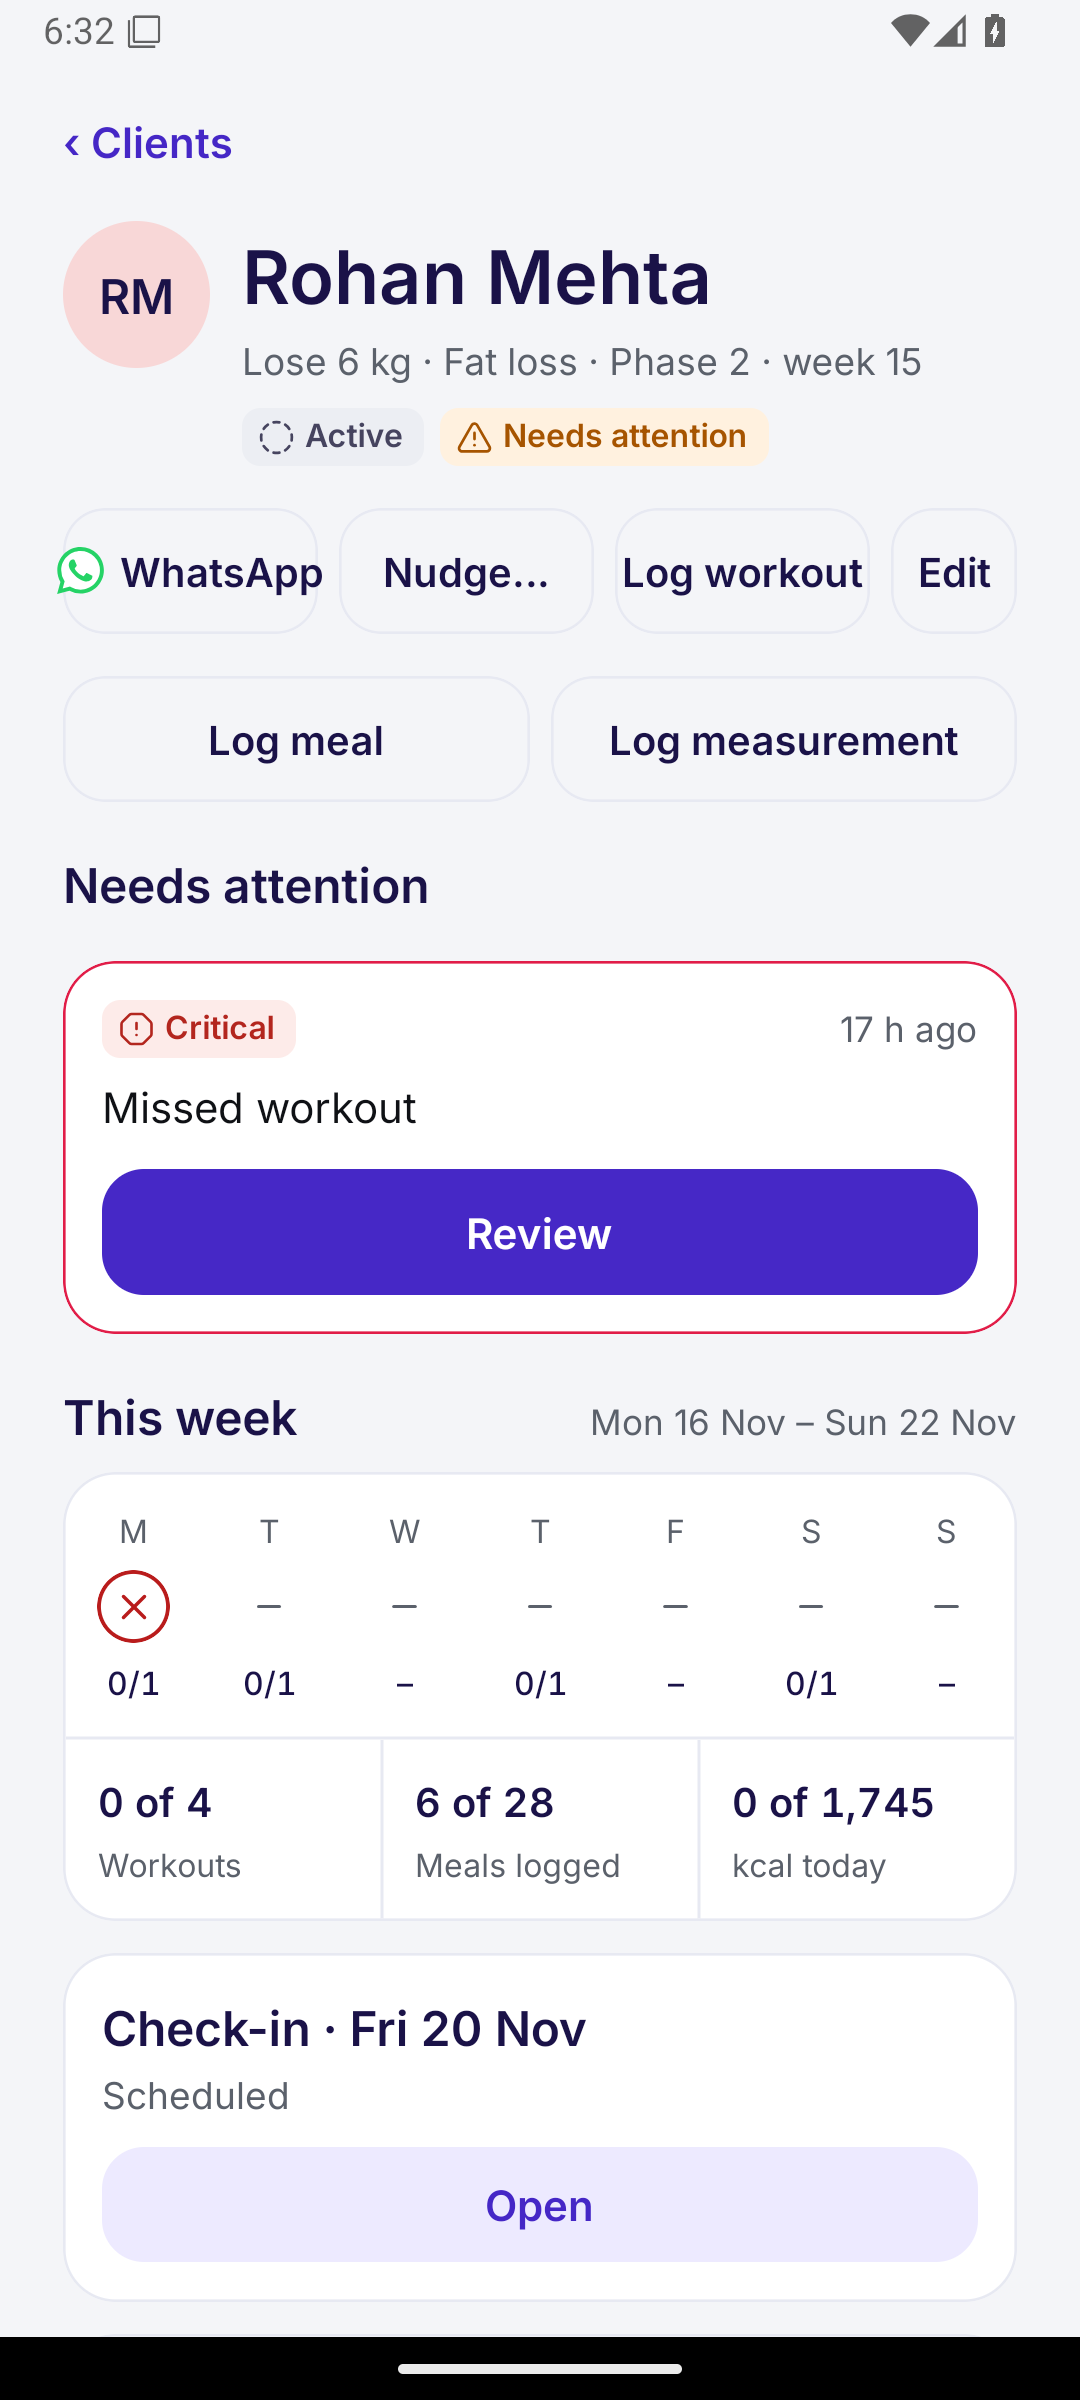 6:32
‹ Clients
RM
Rohan Mehta
Lose 6 kg · Fat loss · Phase 2 · week 15
Active
Needs attention
WhatsApp
Nudge...
Log workout
Edit
Log meal
Log measurement
Needs attention
Critical
17 h ago
Missed workout
Review
This week
Mon 16 Nov – Sun 22 Nov
M T W T F S S
– – – – – –
0/1 0/1 – 0/1 – 0/1 –
0 of 4
Workouts
6 of 28
Meals logged
0 of 1,745
kcal today
Check-in · Fri 20 Nov
Scheduled
Open